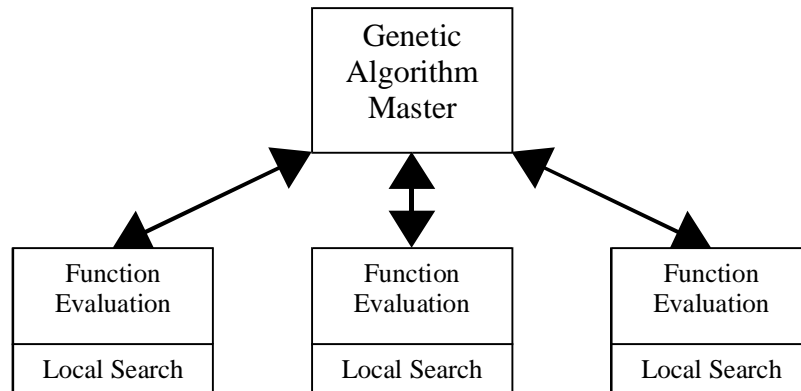 Genetic
Algorithm
Master
Function
Evaluation
Local Search
Function
Evaluation
Local Search
Function
Evaluation
Local Search